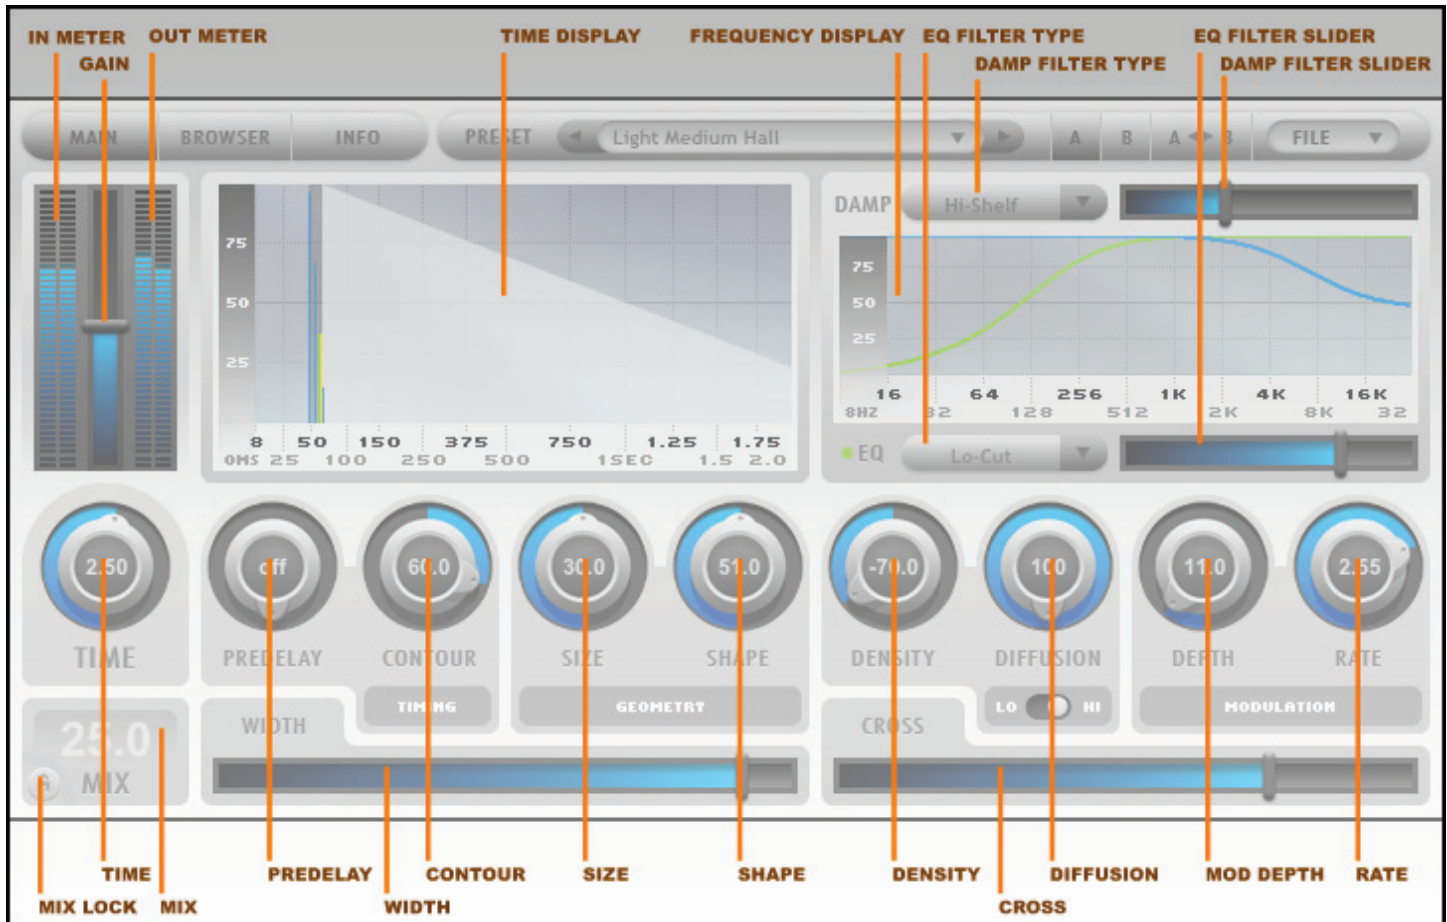 IN METER OUT METER TIME DISPLAY FREQUENCY DISPLAY EQ FILTER TYPE EQ FILTER SLIDER
GAIN DAMP FILTER TYPE DAMP FILTER SLIDER
MAIN BROWSER INFO PRESET Light Medium Hall A B A B FILE
DAMP Hi-Shelf
75
50
25
8 50 150 375 750 1.25 1.75
0MS 25 100 250 500 1SEC 1.5 2.0
75
50
25
16 64 256 1K 4K 16K
8HZ 32 128 512 2K 8K 32
EQ Lo-Cut
2.50 off 60.0 30.0 51.0 -70.0 100 11.0 2.55
TIME PREDELAY CONTOUR SIZE SHAPE DENSITY DIFFUSION DEPTH RATE
TIMING GEOMETRY LO HI MODULATION
WIDTH CROSS
25.0
MIX
TIME PREDELAY CONTOUR SIZE SHAPE DENSITY DIFFUSION MOD DEPTH RATE
MIX LOCK MIX WIDTH CROSS